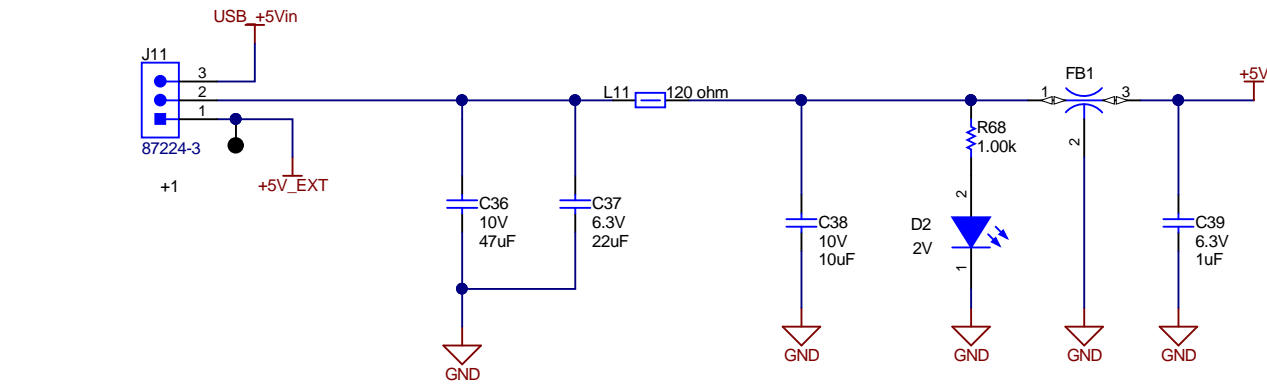 USB_+5Vin
J11
3
2
1
87224-3
+1
+5V_EXT
C36
10V
47uF
C37
6.3V
22uF
GND
L11
120 ohm
C38
10V
10uF
GND
R68
1.00k
2
D2
2V
1
GND
FB1
1
3
2
GND
+5V
C39
6.3V
1uF
GND